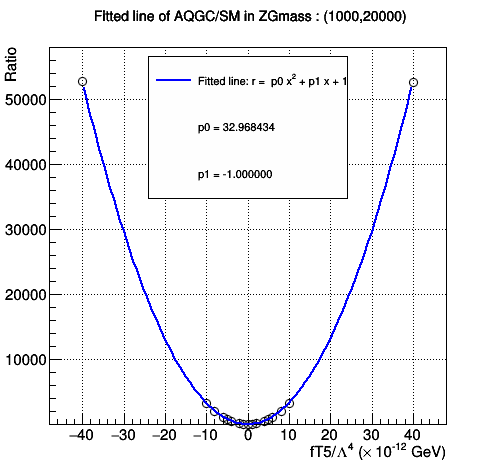 FItted line of AQGC/SM in ZGmass : (1000,20000)
Ratio
Fitted line: r = p0 x² + p1 x + 1
p0 = 32.968434
p1 = -1.000000
50000
40000
30000
20000
10000
−40 −30 −20 −10 0 10 20 30 40
fT5/Λ⁴ (× 10⁻¹² GeV)